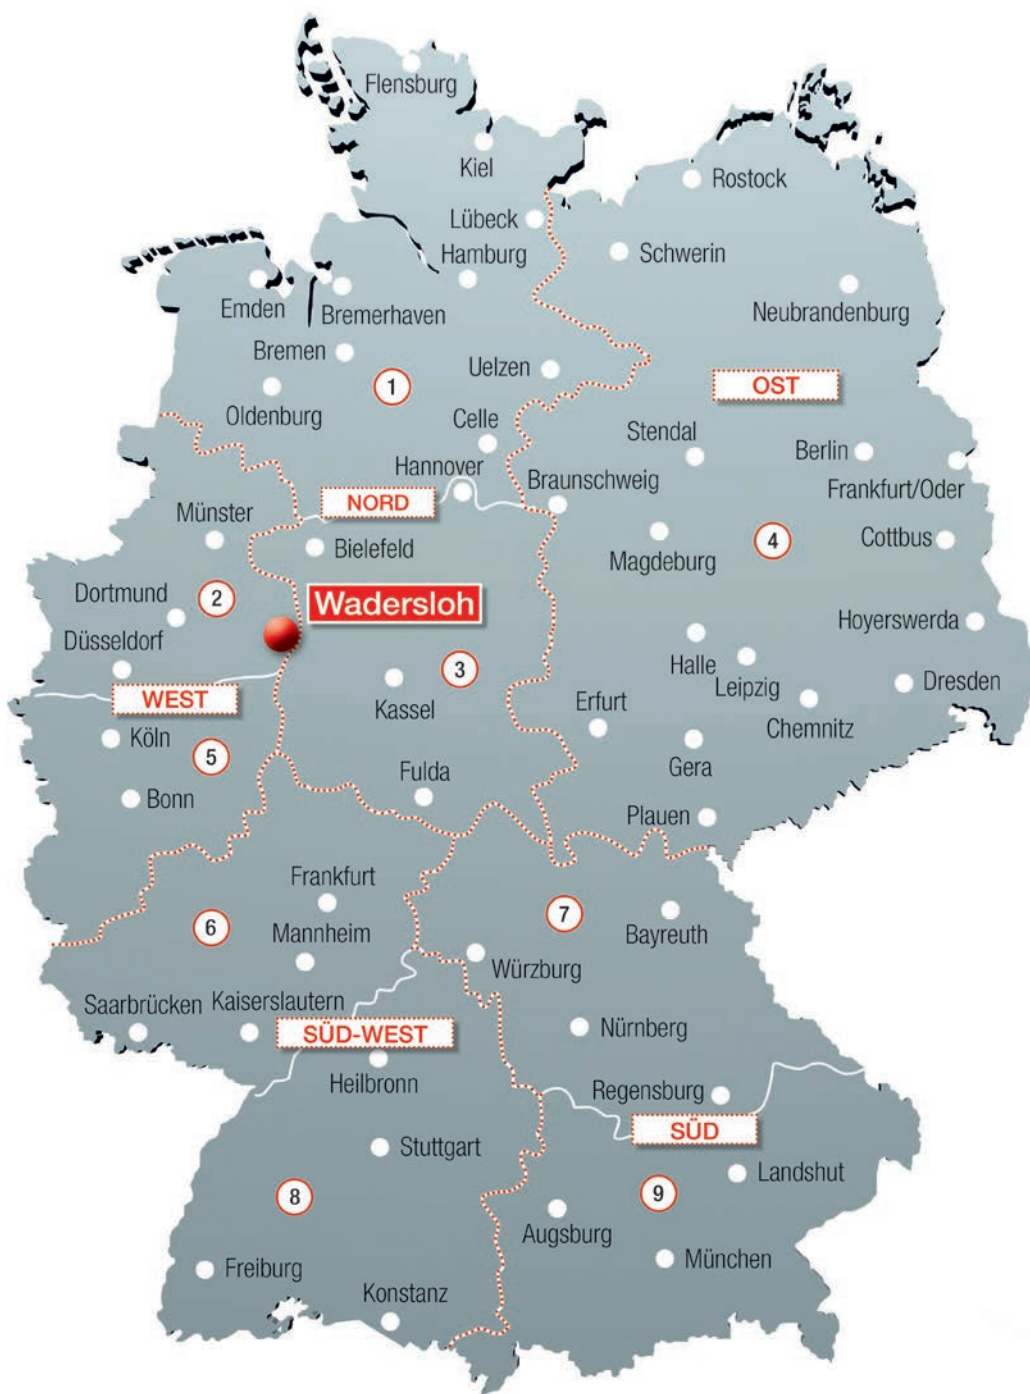 Flensburg
Kiel
Rostock
Lübeck
Hamburg
Schwerin
Emden
Bremerhaven
Neubrandenburg
Bremen
Uelzen
1
OST
Oldenburg
Celle
Stendal
Berlin
Hannover
Braunschweig
Frankfurt/Oder
NORD
Münster
Bielefeld
Magdeburg
4
Cottbus
Dortmund
2
Wadersloh
Hoyerswerda
Düsseldorf
3
Halle
Leipzig
Dresden
WEST
Kassel
Erfurt
Chemnitz
Köln
5
Gera
Bonn
Fulda
Plauen
Frankfurt
6
7
Mannheim
Bayreuth
Würzburg
Saarbrücken
Kaiserslautern
SÜD-WEST
Nürnberg
Heilbronn
Regensburg
SÜD
Stuttgart
Landshut
8
9
Augsburg
Freiburg
München
Konstanz